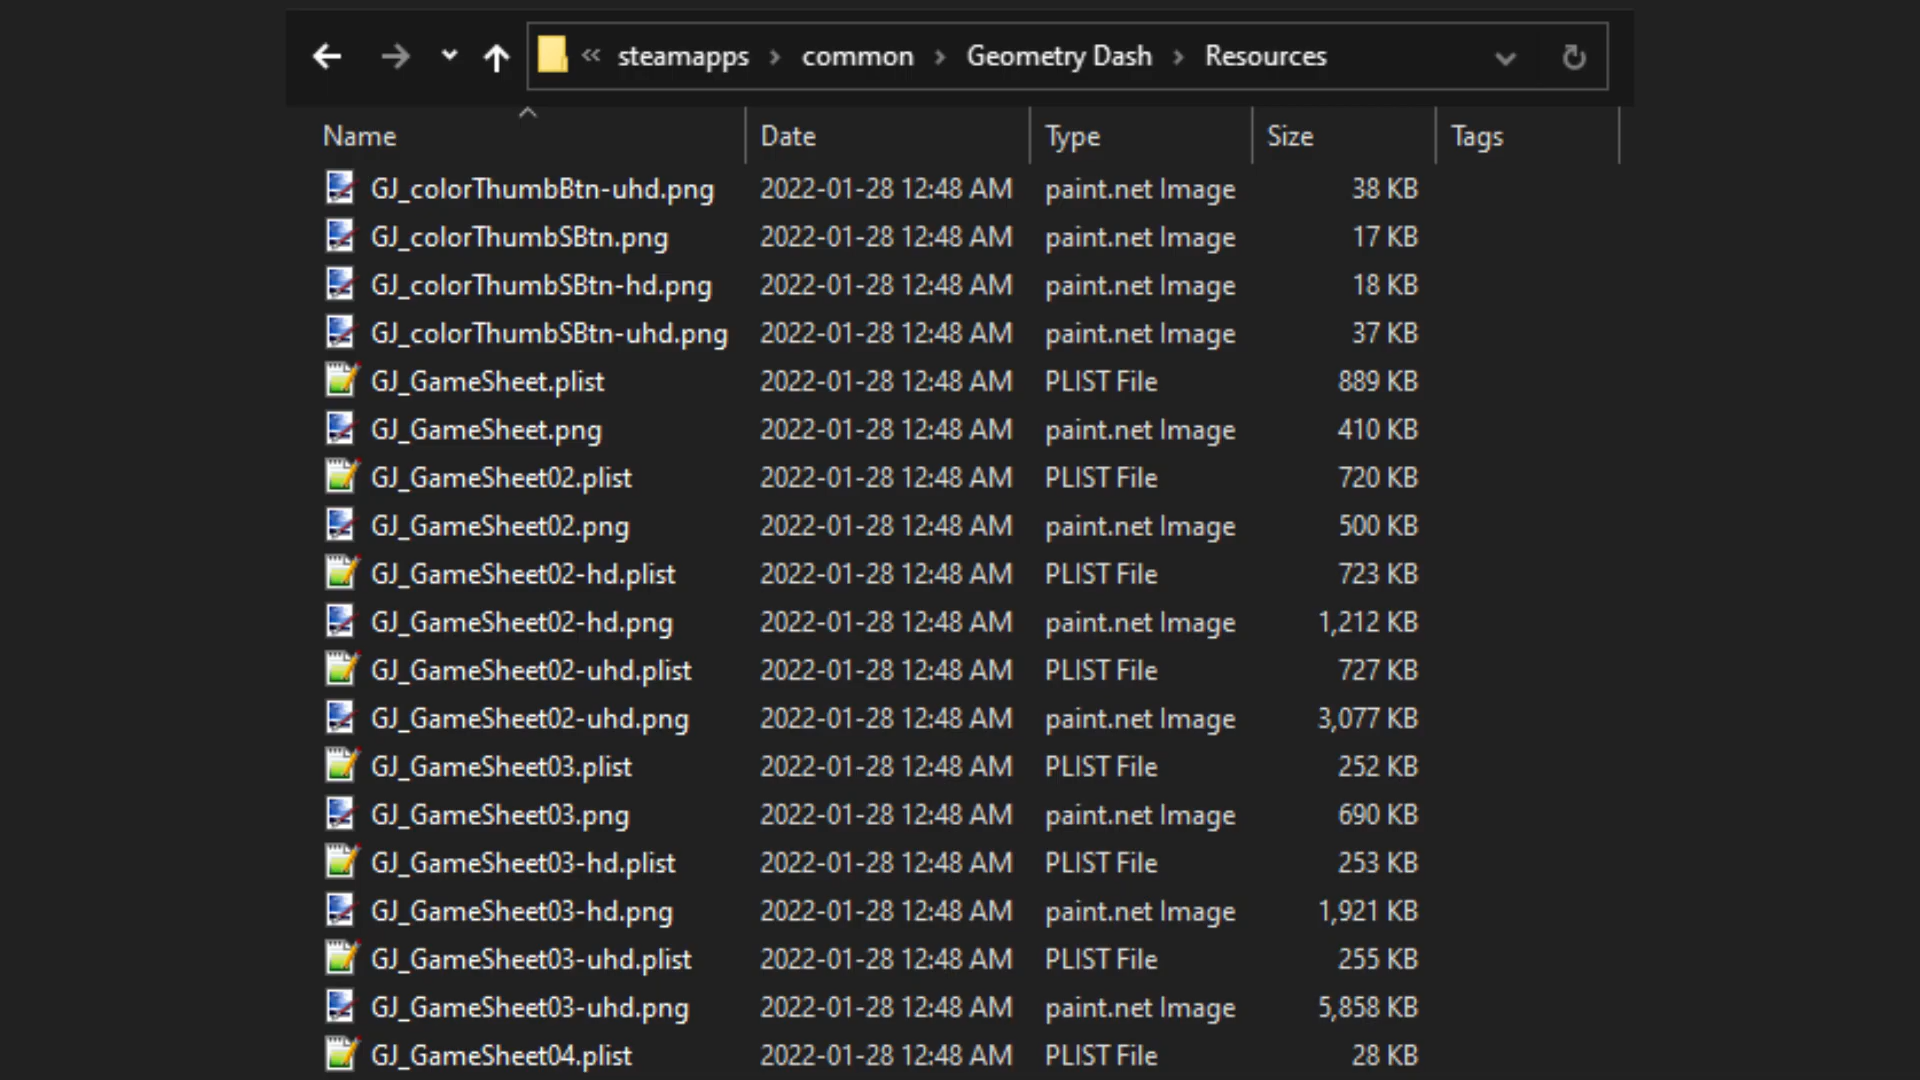 « steamapps > common > Geometry Dash > Resources
Name Date Type Size Tags
GJ_colorThumbBtn-uhd.png 2022-01-28 12:48 AM paint.net Image 38 KB
GJ_colorThumbSBtn.png 2022-01-28 12:48 AM paint.net Image 17 KB
GJ_colorThumbSBtn-hd.png 2022-01-28 12:48 AM paint.net Image 18 KB
GJ_colorThumbSBtn-uhd.png 2022-01-28 12:48 AM paint.net Image 37 KB
GJ_GameSheet.plist 2022-01-28 12:48 AM PLIST File 889 KB
GJ_GameSheet.png 2022-01-28 12:48 AM paint.net Image 410 KB
GJ_GameSheet02.plist 2022-01-28 12:48 AM PLIST File 720 KB
GJ_GameSheet02.png 2022-01-28 12:48 AM paint.net Image 500 KB
GJ_GameSheet02-hd.plist 2022-01-28 12:48 AM PLIST File 723 KB
GJ_GameSheet02-hd.png 2022-01-28 12:48 AM paint.net Image 1,212 KB
GJ_GameSheet02-uhd.plist 2022-01-28 12:48 AM PLIST File 727 KB
GJ_GameSheet02-uhd.png 2022-01-28 12:48 AM paint.net Image 3,077 KB
GJ_GameSheet03.plist 2022-01-28 12:48 AM PLIST File 252 KB
GJ_GameSheet03.png 2022-01-28 12:48 AM paint.net Image 690 KB
GJ_GameSheet03-hd.plist 2022-01-28 12:48 AM PLIST File 253 KB
GJ_GameSheet03-hd.png 2022-01-28 12:48 AM paint.net Image 1,921 KB
GJ_GameSheet03-uhd.plist 2022-01-28 12:48 AM PLIST File 255 KB
GJ_GameSheet03-uhd.png 2022-01-28 12:48 AM paint.net Image 5,858 KB
GJ_GameSheet04.plist 2022-01-28 12:48 AM PLIST File 28 KB